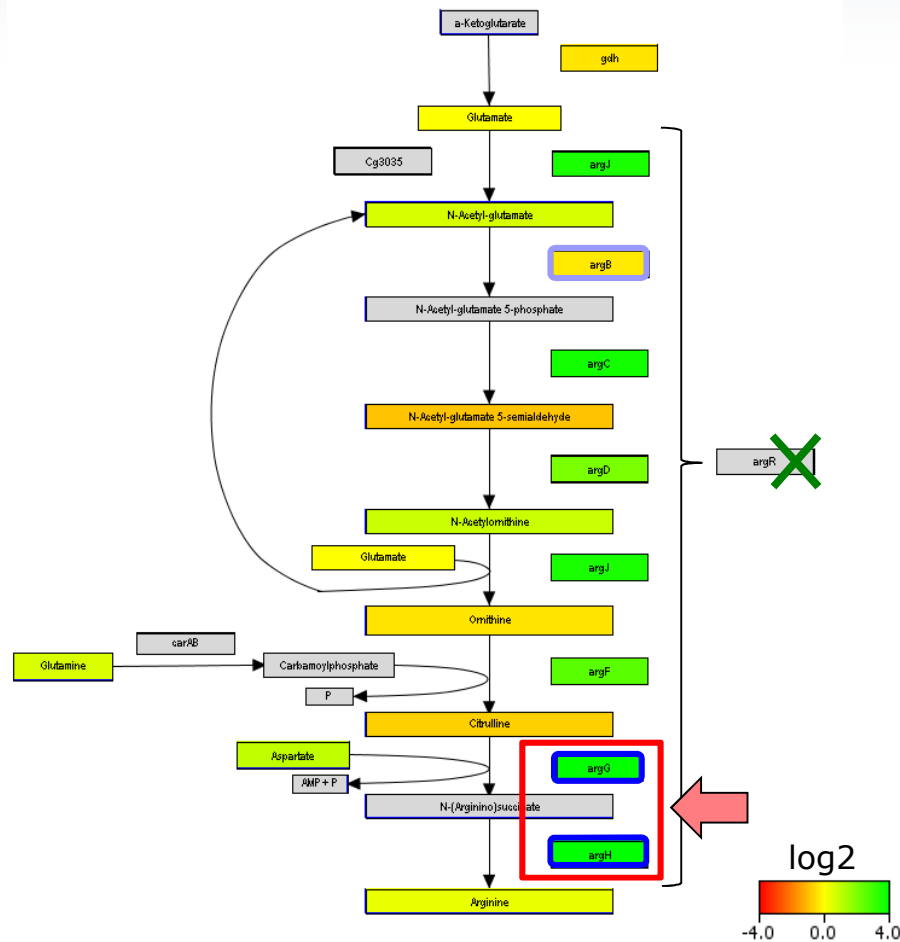 a-Ketoglutarate
gdh
Glutamate
Cg3035
argJ
N-Acetyl-glutamate
argB
N-Acetyl-glutamate 5-phosphate
argC
N-Acetyl-glutamate 5-semialdehyde
argR
argD
N-Acetylornithine
Glutamate
argJ
Ornithine
carAB
Glutamine
Carbamoylphosphate
argF
P
Citrulline
Aspartate
argG
AMP + P
N-(Arginino)succinate
argH
log2
Arginine
-4.0 0.0 4.0